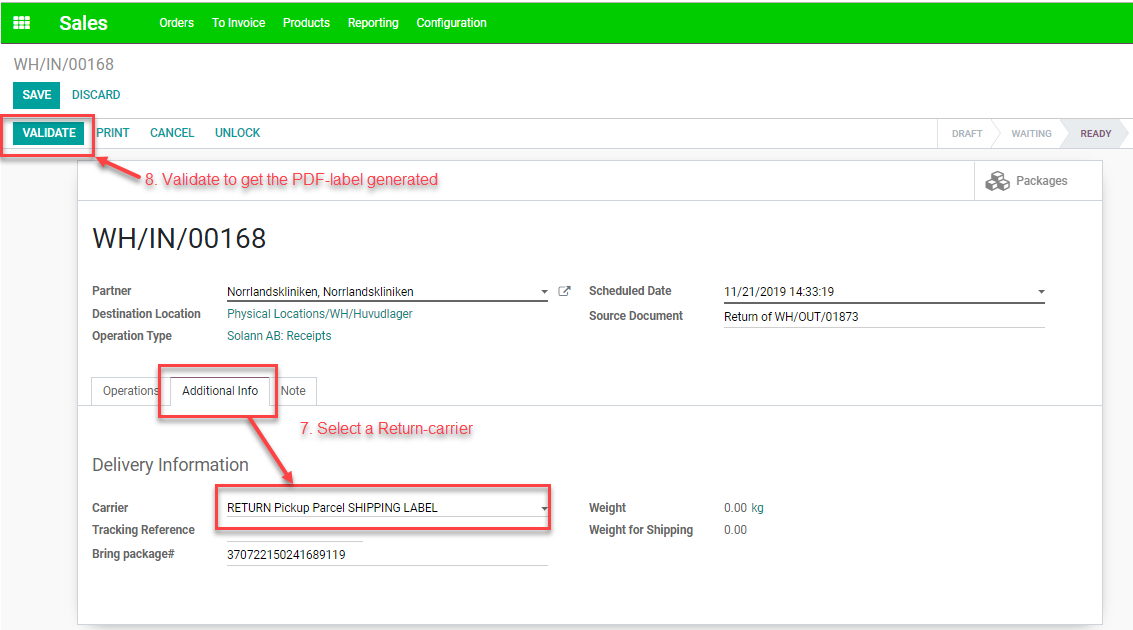 Sales Orders To Invoice Products Reporting Configuration
WH/IN/00168
SAVE DISCARD
VALIDATE PRINT CANCEL UNLOCK DRAFT WAITING READY
8. Validate to get the PDF-label generated
Packages
WH/IN/00168
Partner Norrlandskliniken, Norrlandskliniken Scheduled Date 11/21/2019 14:33:19
Destination Location Physical Locations/WH/Huvudlager Source Document Return of WH/OUT/01873
Operation Type Solann AB: Receipts
Operations Additional Info Note
7. Select a Return-carrier
Delivery Information
Carrier RETURN Pickup Parcel SHIPPING LABEL Weight 0.00 kg
Tracking Reference Weight for Shipping 0.00
Bring package# 370722150241689119